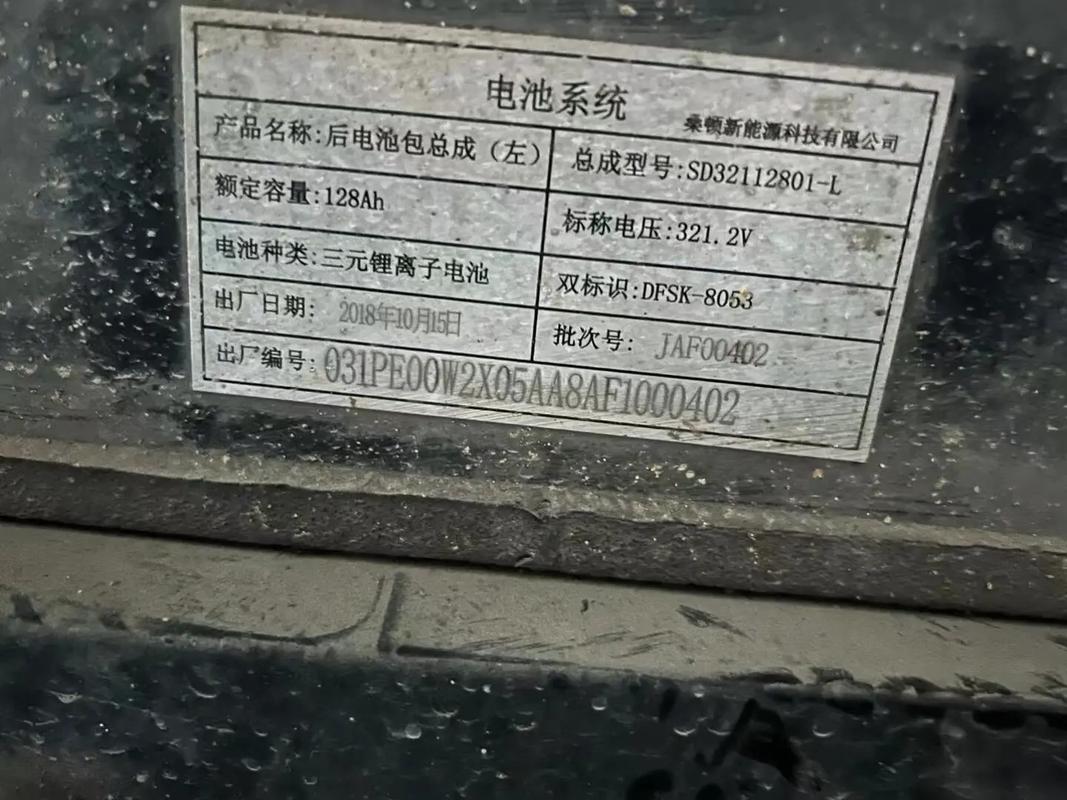 电池系统
桑顿新能源科技有限公司
产品名称:后电池包总成（左） 总成型号:SD32112801-L
额定容量:128Ah 标称电压:321.2V
电池种类:三元锂离子电池 双标识:DFSK-8053
出厂日期: 2018年10月15日 批次号: JAF00402
出厂编号: 031PE00W2X05AA8AF1000402